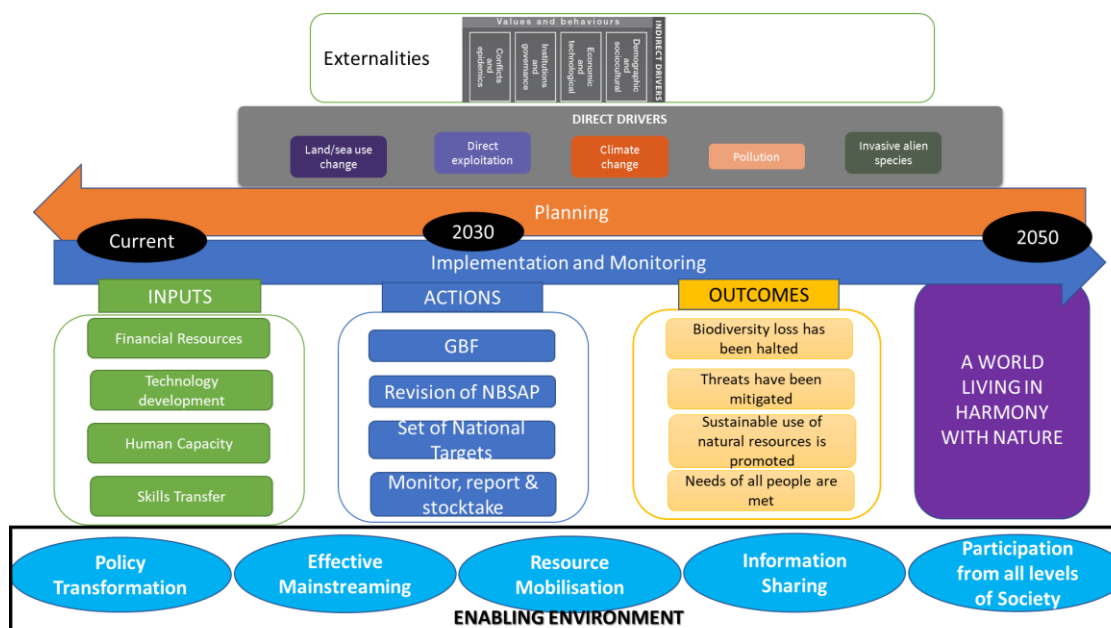 Values and behaviours
Externalities
Conflicts
and
epidemics
Institutions
and
governance
Economic
and
technological
Demographic
and
sociocultural
INDIRECT DRIVERS
DIRECT DRIVERS
Land/sea use
change
Direct
exploitation
Climate
change
Pollution
Invasive alien
species
Planning
Current
2030
2050
Implementation and Monitoring
INPUTS
Financial Resources
Technology
development
Human Capacity
Skills Transfer
ACTIONS
GBF
Revision of NBSAP
Set of National
Targets
Monitor, report &
stocktake
OUTCOMES
Biodiversity loss has
been halted
Threats have been
mitigated
Sustainable use of
natural resources is
promoted
Needs of all people are
met
A WORLD
LIVING IN
HARMONY
WITH NATURE
Policy
Transformation
Effective
Mainstreaming
Resource
Mobilisation
Information
Sharing
Participation
from all levels
of Society
ENABLING ENVIRONMENT